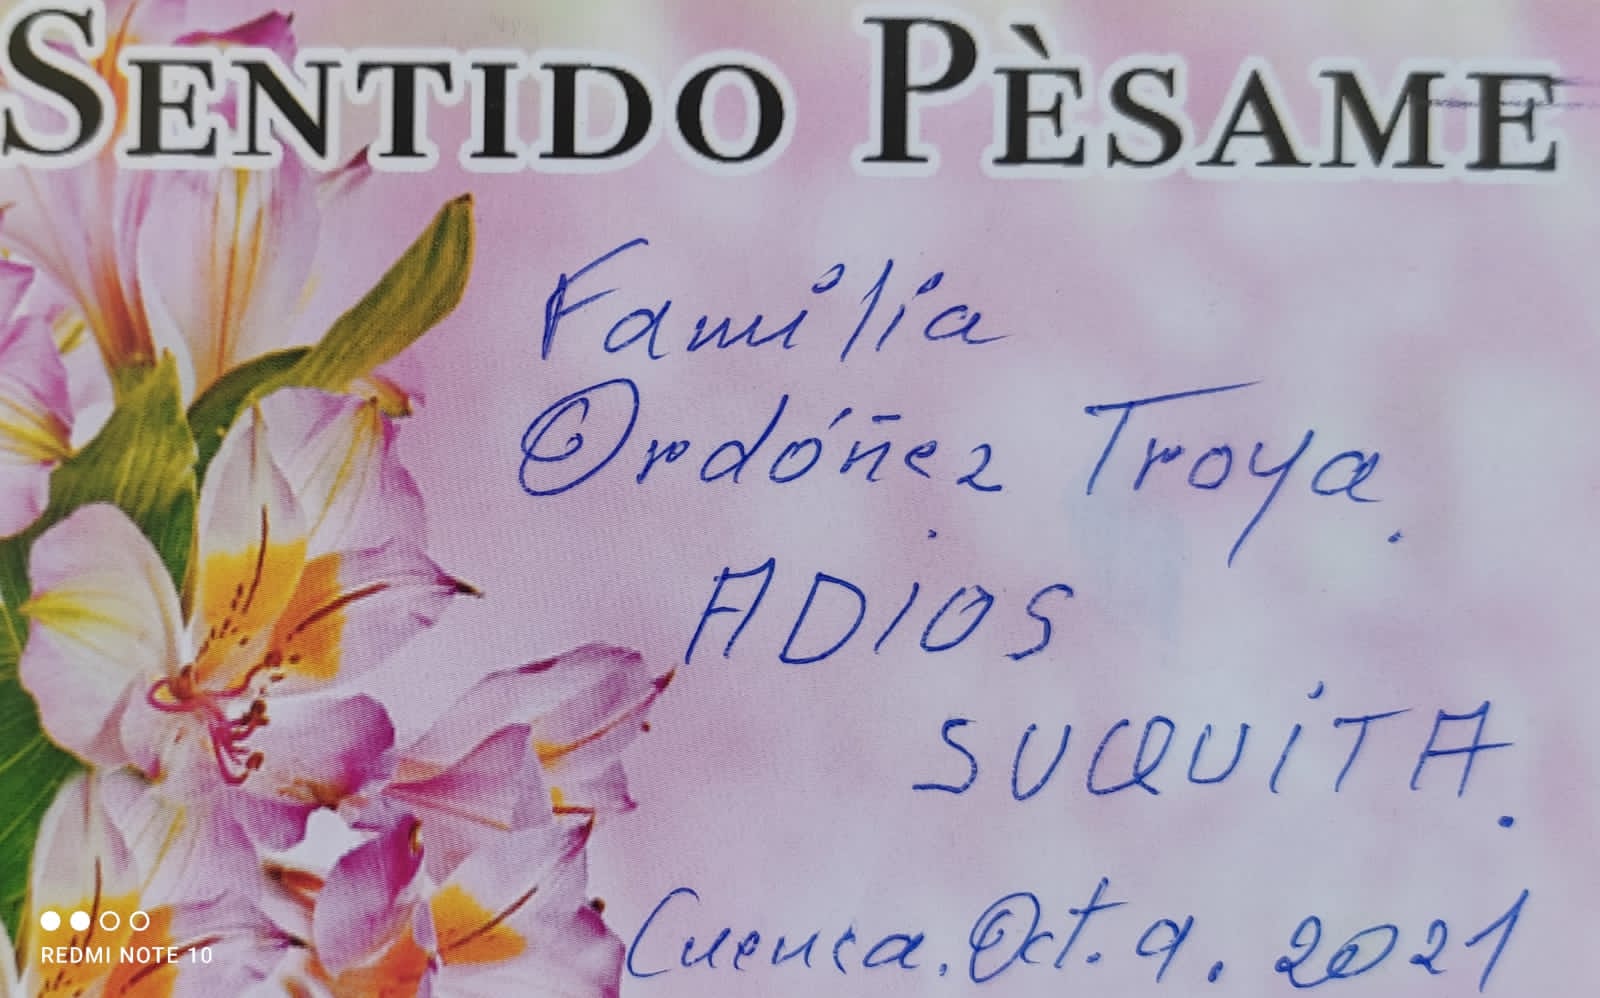 SENTIDO PÈSAME
Familia
Ordóñez Troya.
ADIOS
SUQUITA.
Cuenca. Oct. 9. 2021
REDMI NOTE 10